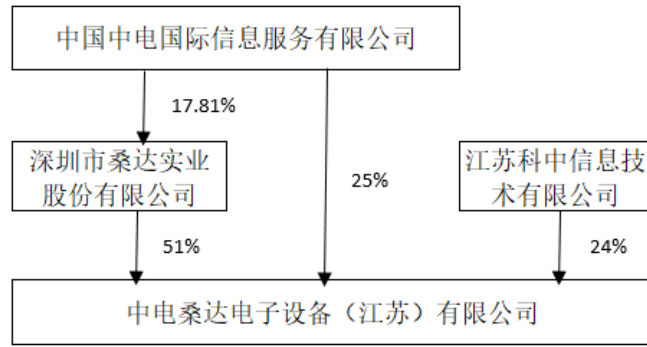 中国中电国际信息服务有限公司
17.81%
深圳市桑达实业
股份有限公司
江苏科中信息技
术有限公司
25%
51%
24%
中电桑达电子设备（江苏）有限公司